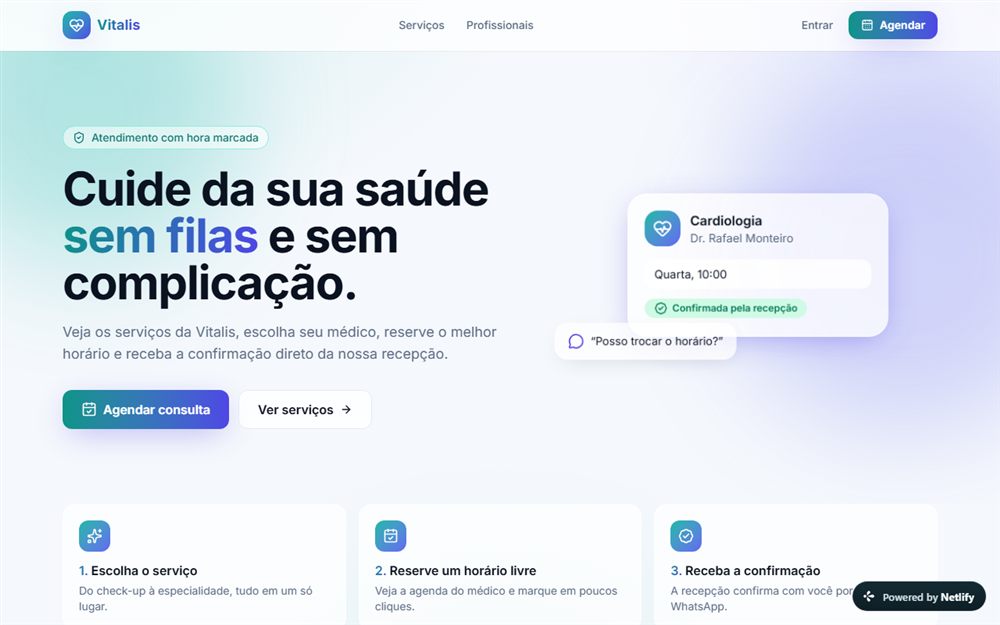 Vitalis
Serviços
Profissionais
Entrar
Agendar
Atendimento com hora marcada
Cuide da sua saúde
sem filas e sem
complicação.
Veja os serviços da Vitalis, escolha seu médico, reserve o melhor
horário e receba a confirmação direto da nossa recepção.
Agendar consulta
Ver serviços
Cardiologia
Dr. Rafael Monteiro
Quarta, 10:00
Confirmada pela recepção
“Posso trocar o horário?”
1. Escolha o serviço
Do check-up à especialidade, tudo em um só
lugar.
2. Reserve um horário livre
Veja a agenda do médico e marque em poucos
cliques.
3. Receba a confirmação
A recepção confirma com você por
WhatsApp.
Powered by Netlify